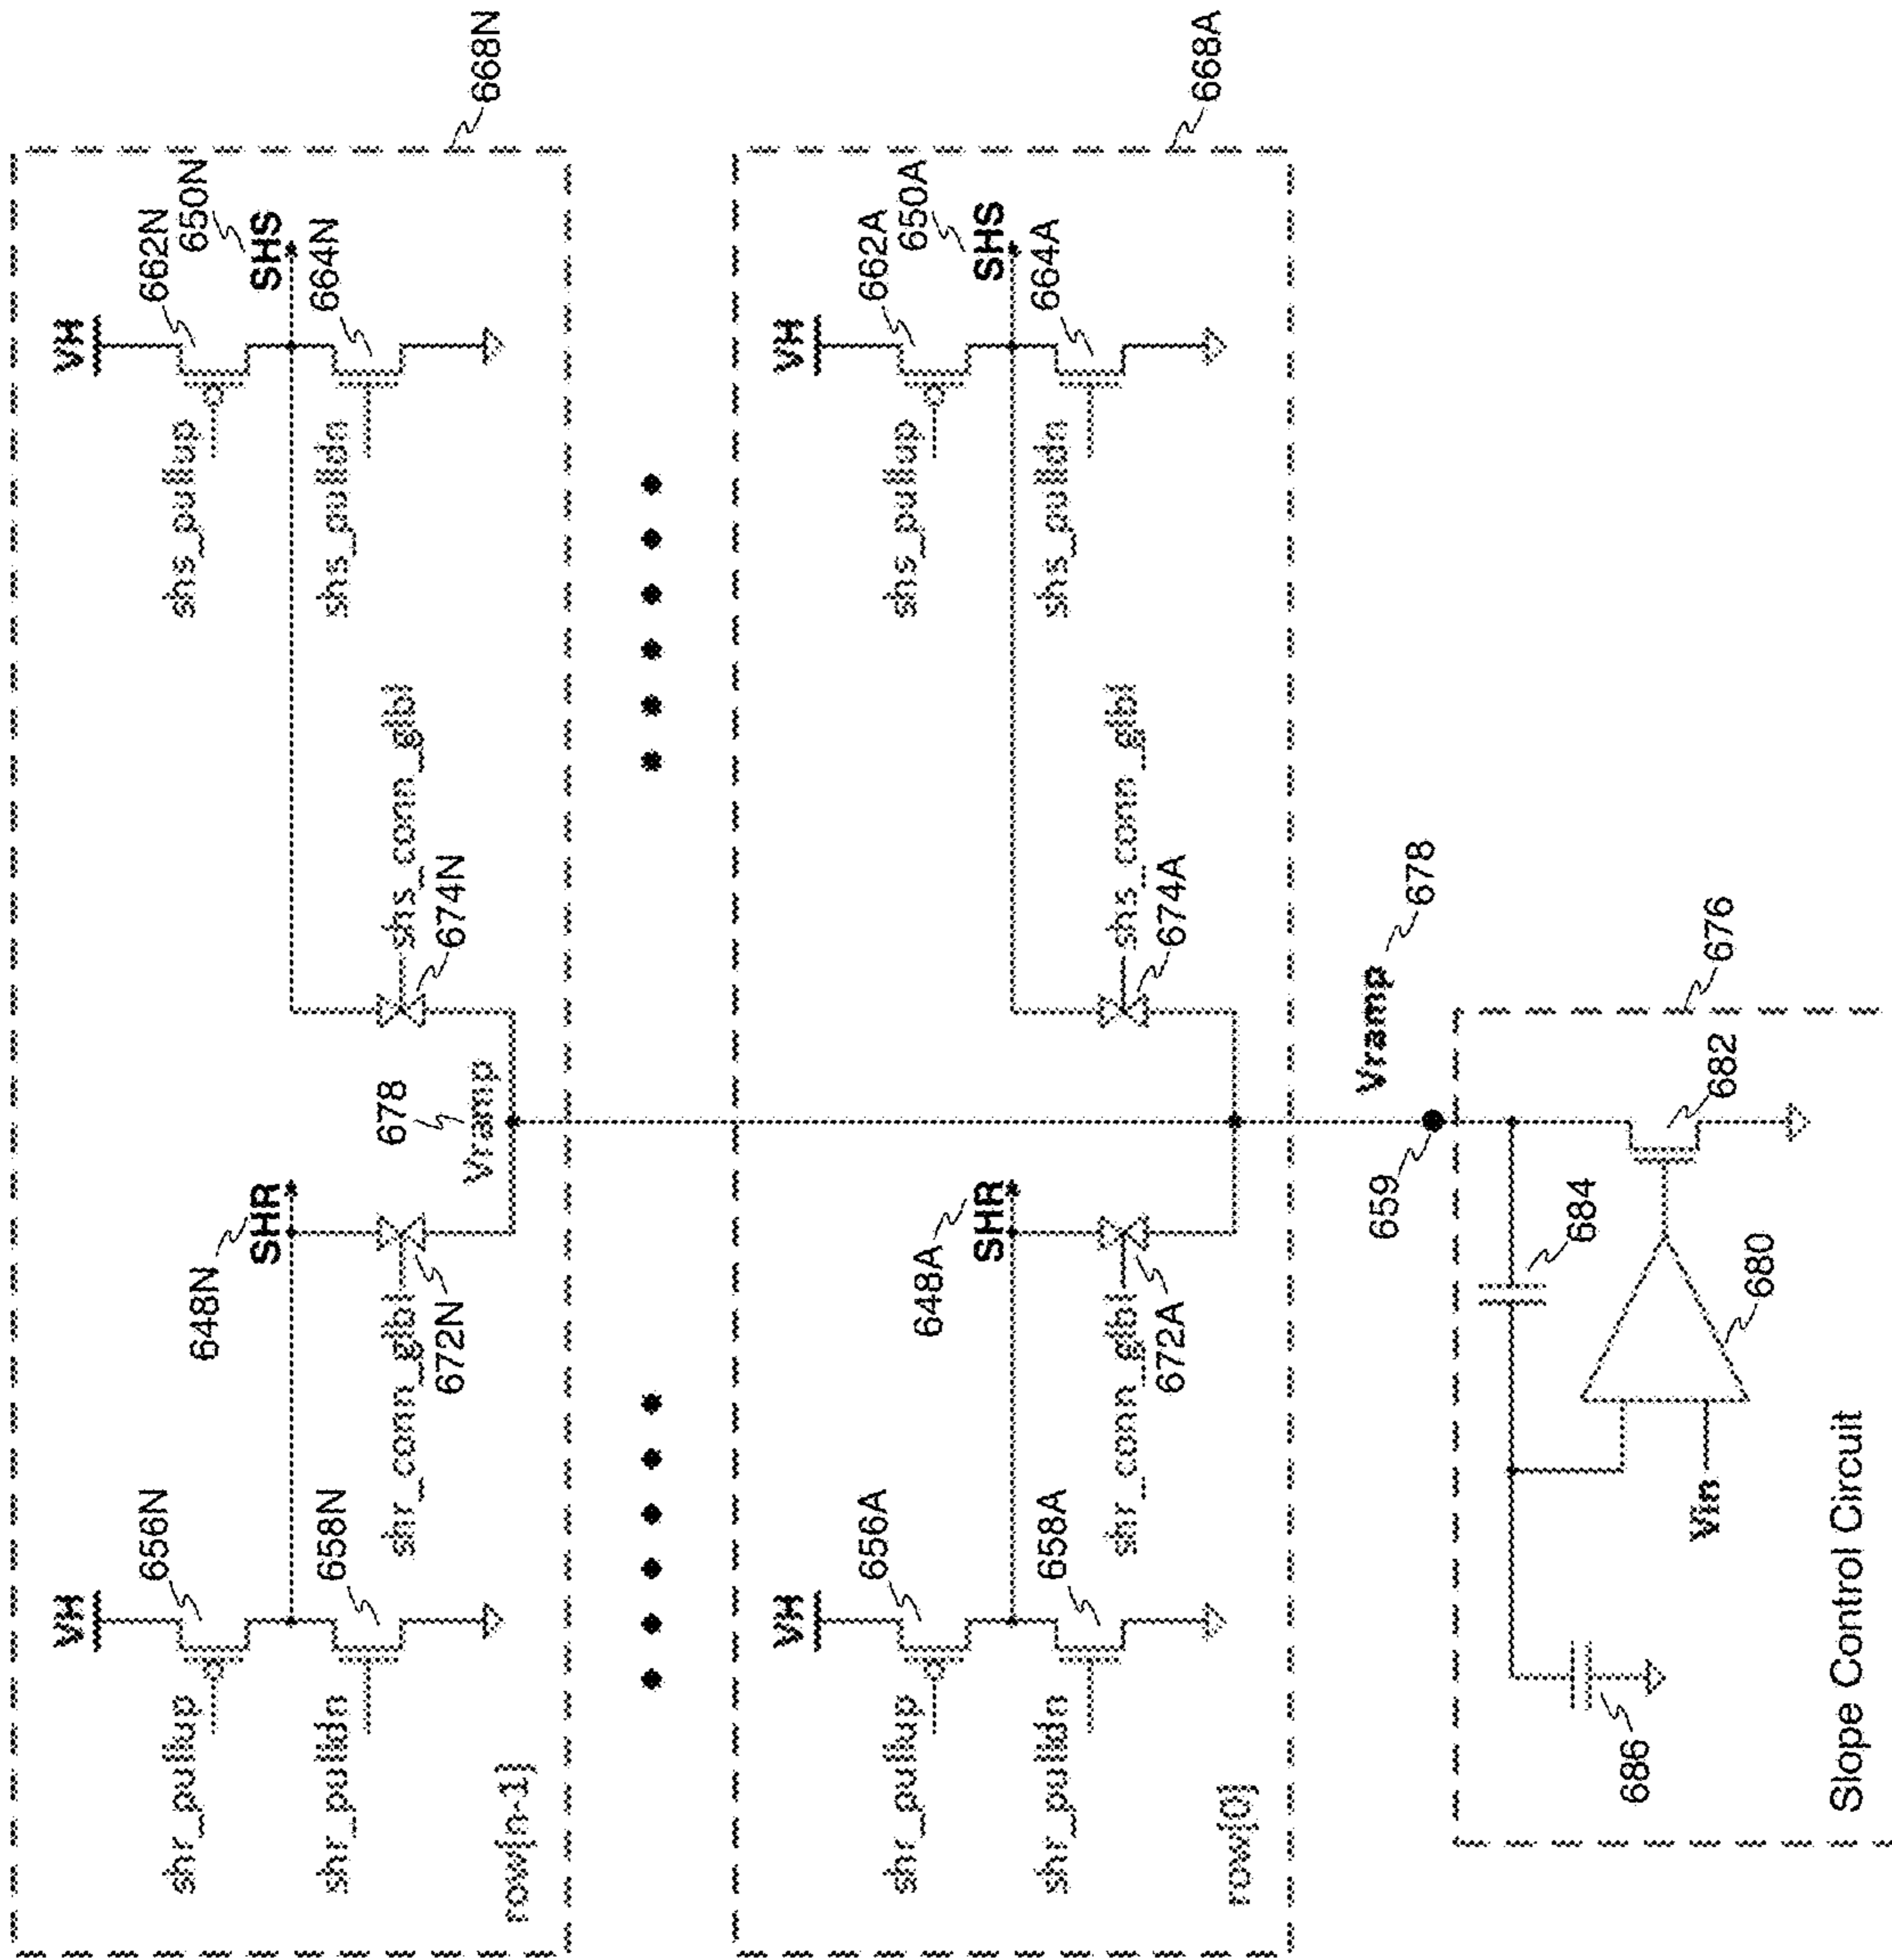 668N
VH
656N
648N
VH
662N
650N
shr_pullup
SHR
shs_pullup
SHS
shr_pulldn
658N
678
shs_pulldn
664N
shr_conn_glbl
Vramp
shs_conn_glbl
672N
674N
row[n-1]
668A
VH
656A
648A
VH
662A
650A
shr_pullup
SHR
shs_pullup
SHS
shr_pulldn
658A
shs_pulldn
664A
shr_conn_glbl
shs_conn_glbl
672A
674A
row[0]
659
Vramp
678
676
684
682
686
680
Vin
Slope Control Circuit